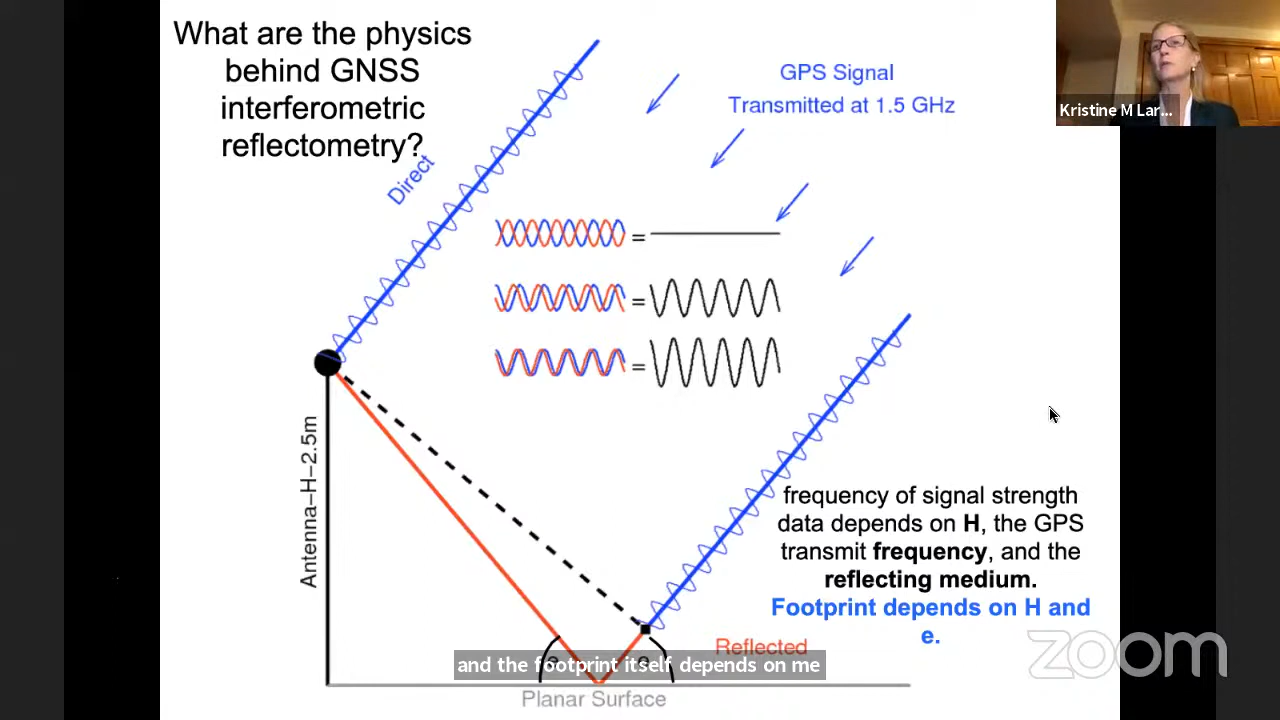 What are the physics
behind GNSS
interferometric
reflectometry?
Direct
GPS Signal
Transmitted at 1.5 GHz
=
=
=
Antenna-H-2.5m
frequency of signal strength
data depends on H, the GPS
transmit frequency, and the
reflecting medium.
Footprint depends on H and
e.
Reflected
e
e
and the footprint itself depends on me
Planar Surface
Kristine M Lar...
zoom